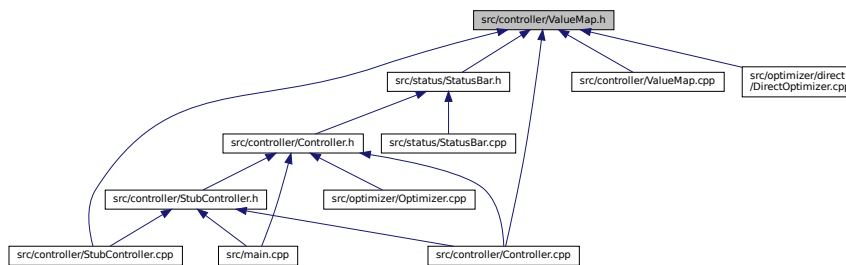 src/controller/ValueMap.h
src/status/StatusBar.h
src/controller/ValueMap.cpp
src/optimizer/direct
/DirectOptimizer.cpp
src/controller/Controller.h
src/status/StatusBar.cpp
src/controller/StubController.h
src/optimizer/Optimizer.cpp
src/controller/StubController.cpp
src/main.cpp
src/controller/Controller.cpp